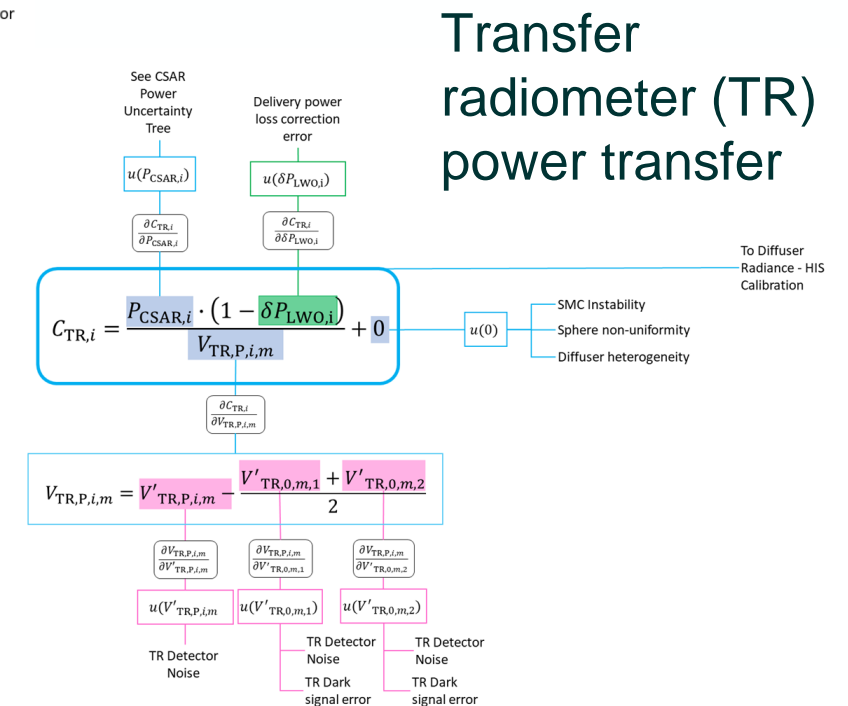 or
Transfer
radiometer (TR)
power transfer
See CSAR
Power
Uncertainty
Tree
Delivery power
loss correction
error
u(P_CSAR,i)
u(δP_LWO,i)
∂C_TR,i / ∂P_CSAR,i
∂C_TR,i / ∂δP_LWO,i
To Diffuser
Radiance - HIS
Calibration
C_TR,i = P_CSAR,i · (1 − δP_LWO,i) / V_TR,P,i,m + 0
u(0)
SMC Instability
Sphere non-uniformity
Diffuser heterogeneity
∂C_TR,i / ∂V_TR,P,i,m
V_TR,P,i,m = V′_TR,P,i,m − V′_TR,0,m,1 + V′_TR,0,m,2 / 2
∂V_TR,P,i,m / ∂V′_TR,P,i,m
∂V_TR,P,i,m / ∂V′_TR,0,m,1
∂V_TR,P,i,m / ∂V′_TR,0,m,2
u(V′_TR,P,i,m
u(V′_TR,0,m,1)
u(V′_TR,0,m,2)
TR Detector
Noise
TR Detector
Noise
TR Dark
signal error
TR Detector
Noise
TR Dark
signal error